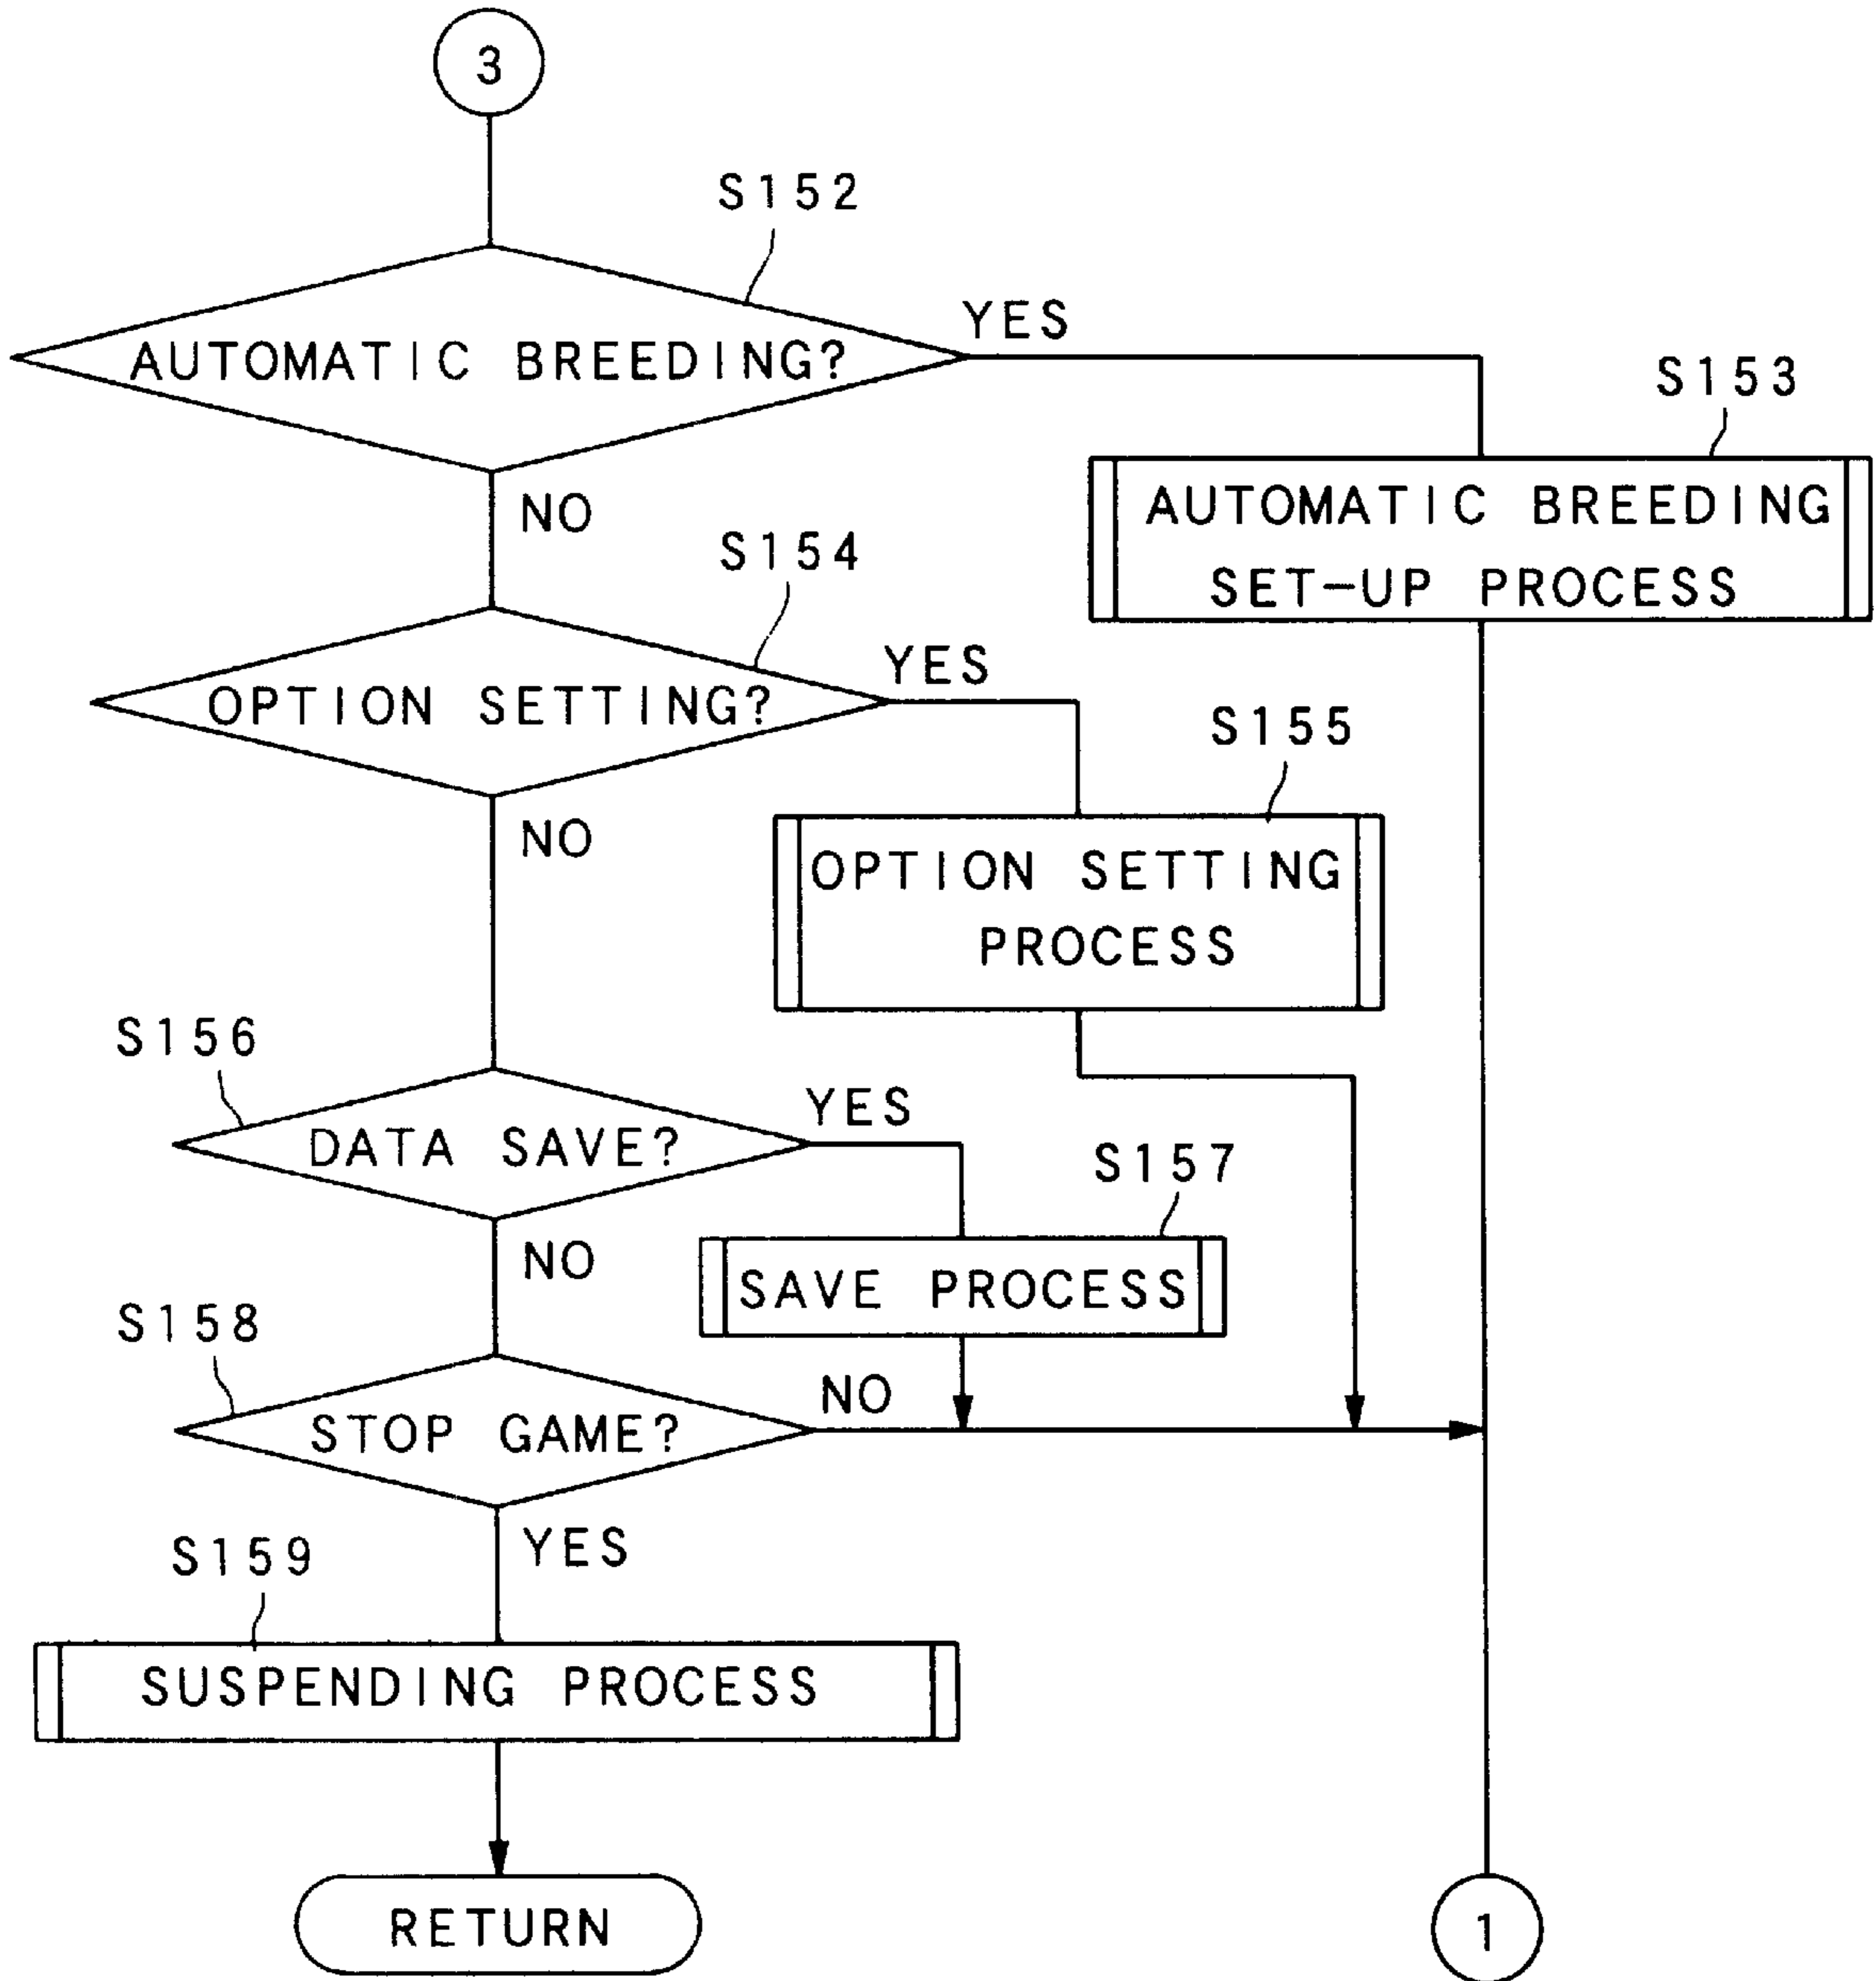 3
S152
AUTOMATIC BREEDING?
YES
S153
NO
AUTOMATIC BREEDING
SET-UP PROCESS
S154
OPTION SETTING?
YES
S155
NO
OPTION SETTING
PROCESS
S156
DATA SAVE?
YES
S157
NO
SAVE PROCESS
S158
STOP GAME?
NO
YES
S159
SUSPENDING PROCESS
RETURN
1